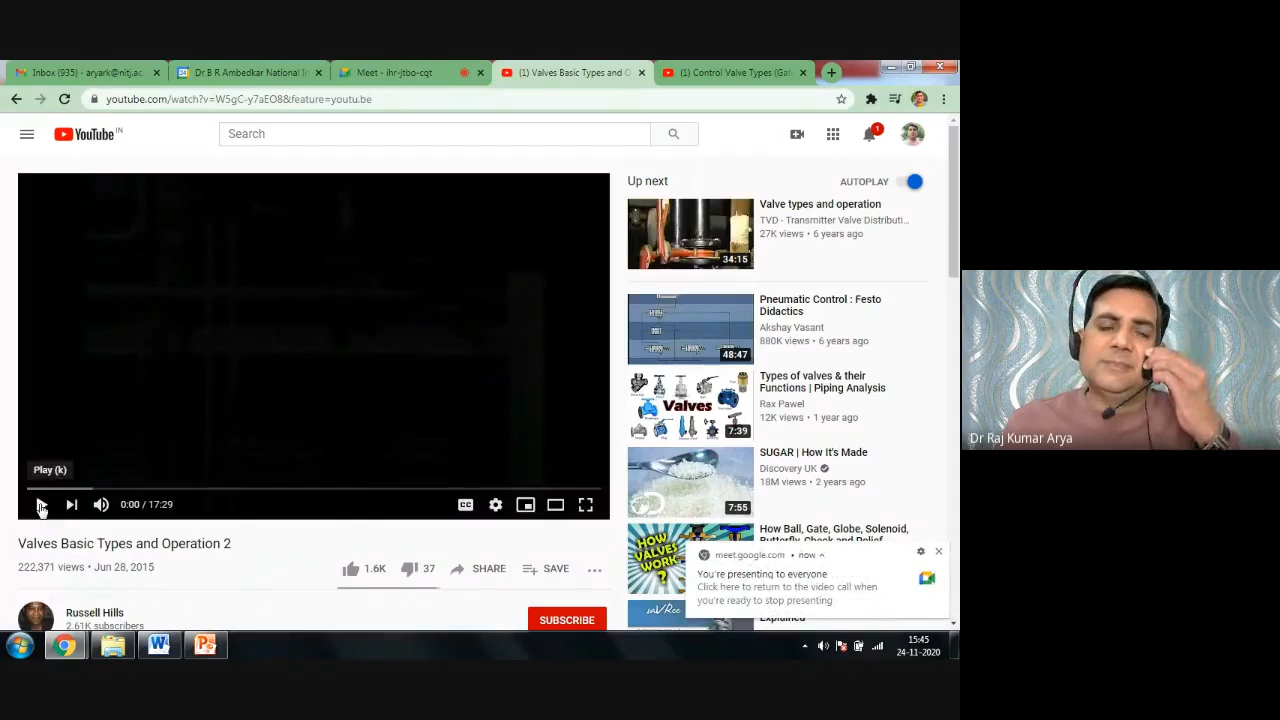 Inbox (935) - aryark@nitj.ac
Dr B R Ambedkar National In
Meet - ihr-jtbo-cqt
(1) Valves Basic Types and O
(1) Control Valve Types (Gat
youtube.com/watch?v=W5gC-y7aEO8&feature=youtu.be
YouTube IN
Search
1
Up next
AUTOPLAY
Valve types and operation
TVD - Transmitter Valve Distributi...
27K views • 6 years ago
34:15
Pneumatic Control : Festo
Didactics
Akshay Vasant
880K views • 6 years ago
48:47
Types of valves & their
Functions | Piping Analysis
Rax Pawel
12K views • 1 year ago
Valves
7:39
SUGAR | How It's Made
Discovery UK
18M views • 2 years ago
7:55
How Ball, Gate, Globe, Solenoid,
Butterfly, Check and Relief
HOW
VALVES
WORK
?
Explained
meet.google.com • now
You're presenting to everyone
Click here to return to the video call when
you're ready to stop presenting
Play (k)
0:00 / 17:29
CC
Valves Basic Types and Operation 2
222,371 views • Jun 28, 2015
1.6K
37
SHARE
SAVE
Russell Hills
2.61K subscribers
SUBSCRIBE
15:45
24-11-2020
Dr Raj Kumar Arya